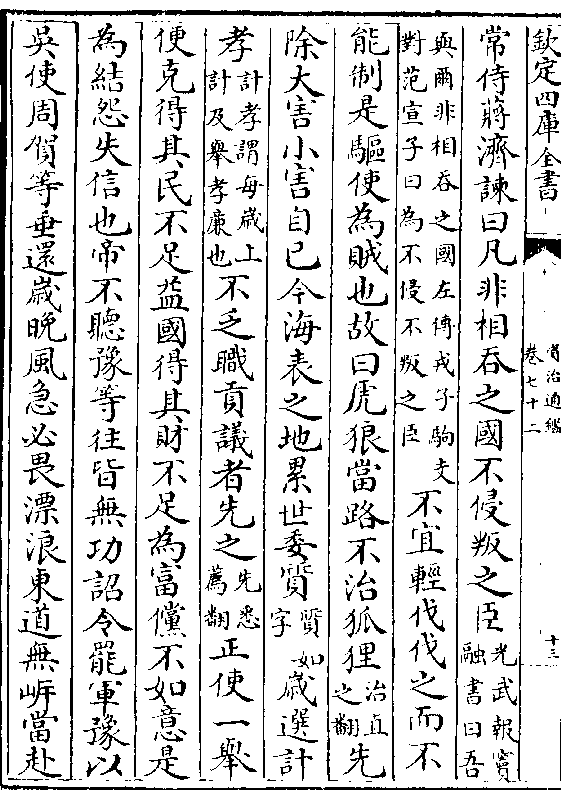 欽定四庫全書
資治通鑑
卷七十二
十三
常侍蔣濟諫曰凡非相吞之國不侵叛之臣光武報竇融書曰吾
與爾非相吞之國左傳戎子駒支對范宣子曰為不侵不叛之臣不宜輕伐伐之而不
能制是驅使為賊也故曰虎狼當路不治狐狸治直之翻先
除大害小害自已今海表之地累世委質質如字歲選計
孝計孝謂每歲上計及舉孝廉也不乏職貢議者先之先悉薦翻正使一舉
便克得其民不足益國得其財不足為富儻不如意是
為結怨失信也帝不聽豫等往皆無功詔令罷軍豫以
吳使周賀等垂還歲晚風急必畏漂浪東道無岸當赴